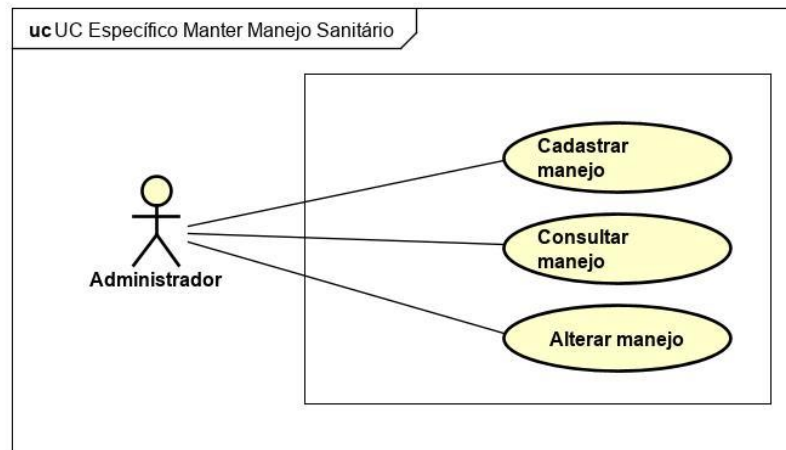 uc UC Específico Manter Manejo Sanitário
Cadastrar
manejo
Consultar
manejo
Administrador
Alterar manejo